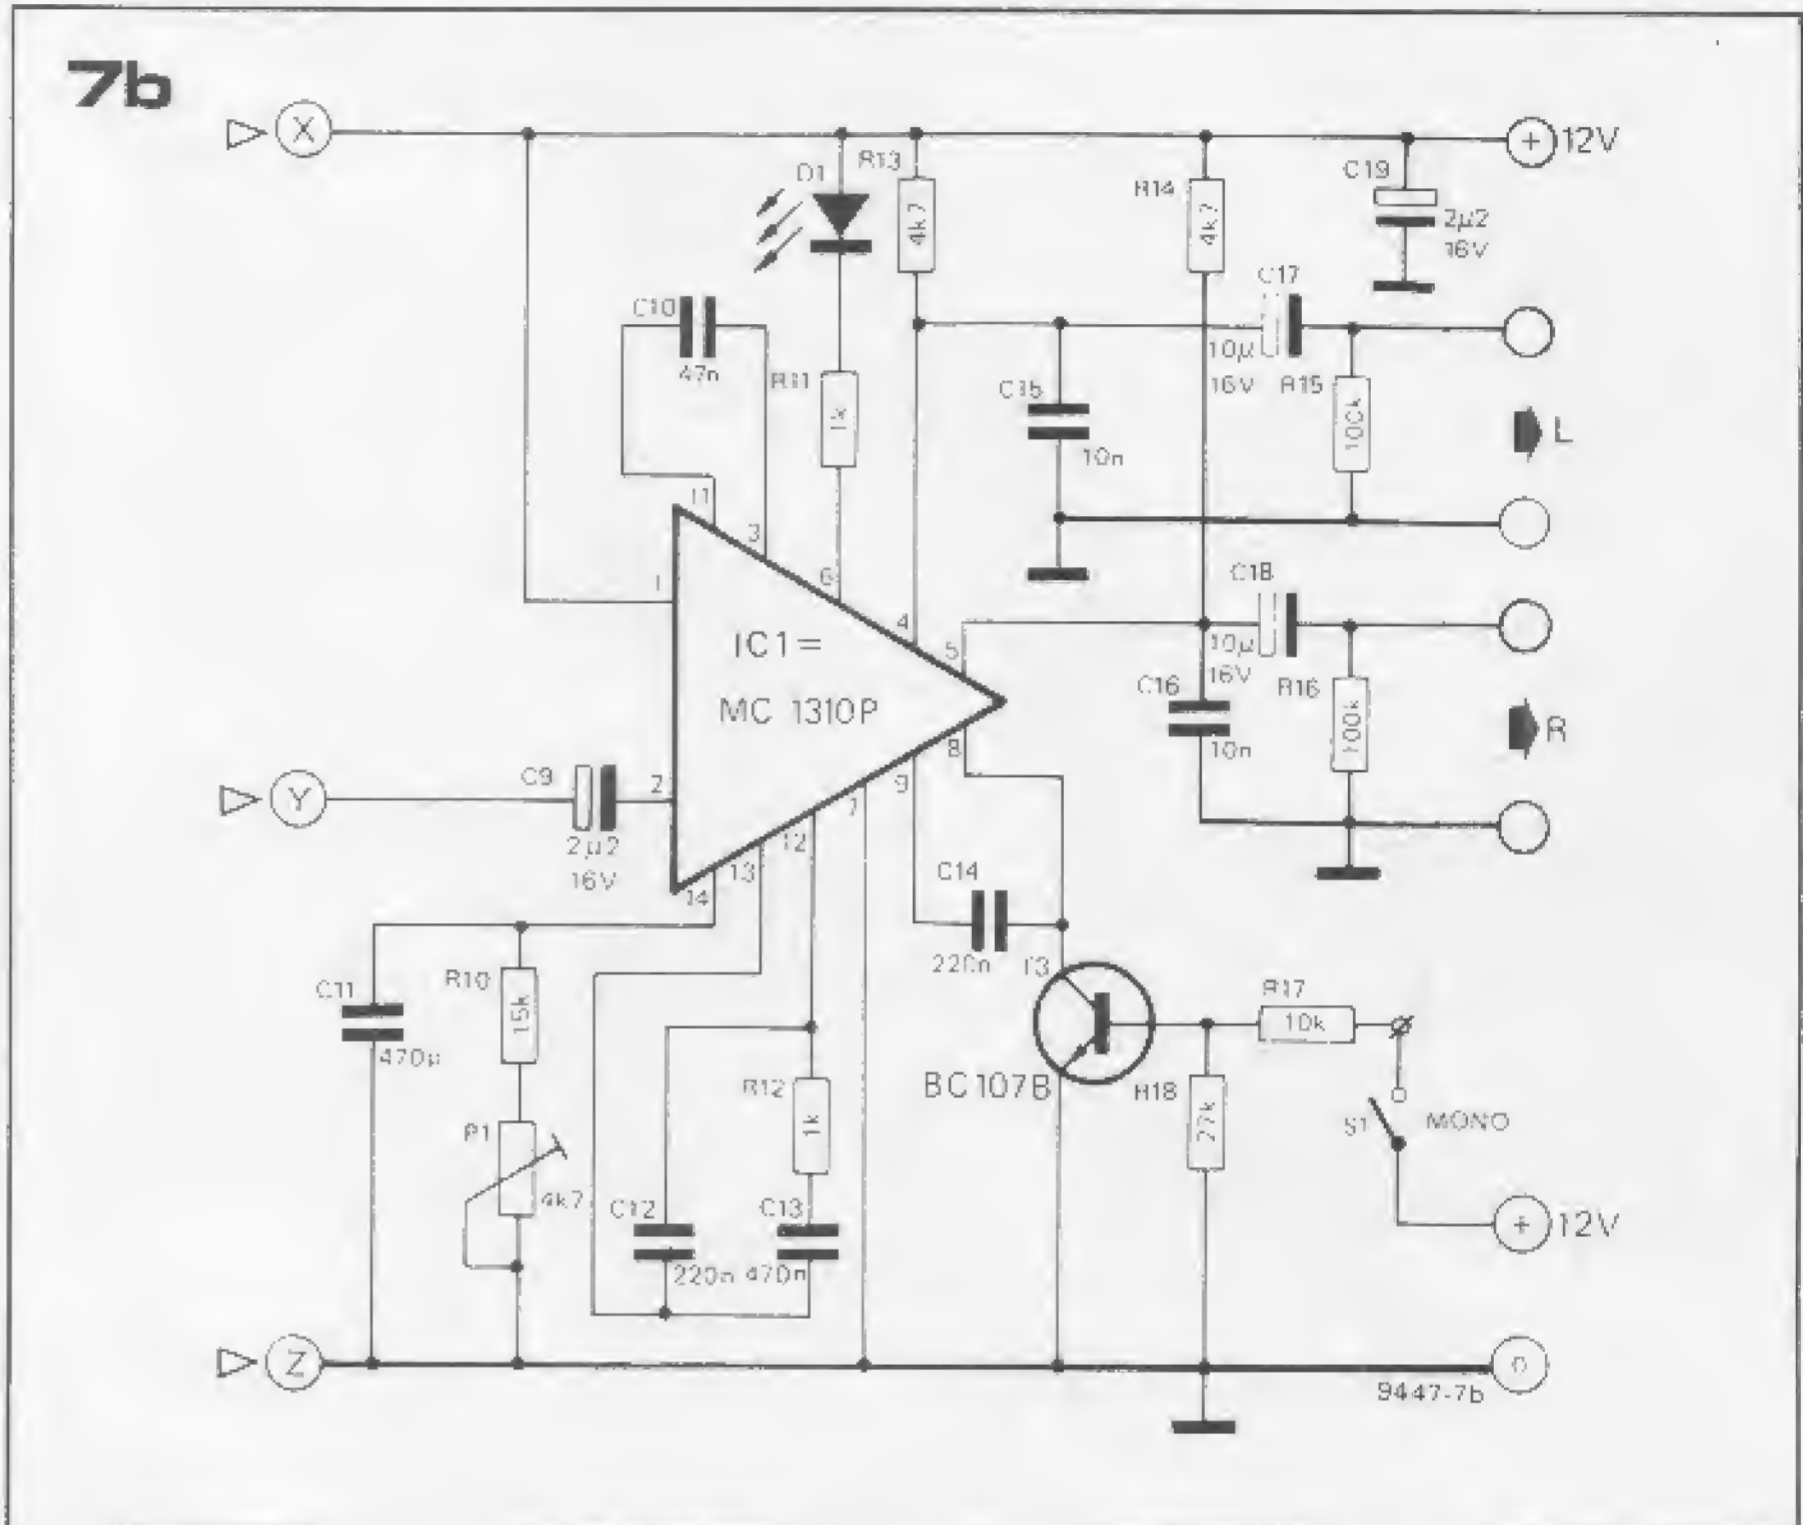 7b
X
+ 12V
D1
R13
4k7
R14
4k7
C19
2µ2
16V
C10
47n
R11
1k
C17
10µ
16V
R15
100k
C15
10n
L
11
3
6
4
5
1
2
IC1=
MC 1310P
C18
10µ
16V
R16
100k
C16
10n
R
Y
C9
2µ2
16V
14
13
12
7
9
8
C14
220n
T3
BC107B
R17
10k
R18
27k
S1
MONO
+ 12V
C11
470µ
R10
15k
P1
4k7
R12
1k
C12
220n
C13
470n
Z
0
9447-7b